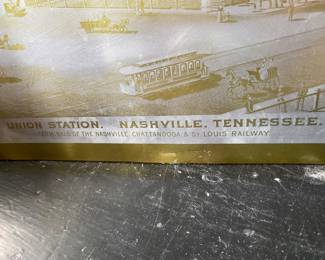 UNION STATION. NASHVILLE. TENNESSEE.
OF THE NASHVILLE, CHATTANOOGA & ST. LOUIS RAILWAY.